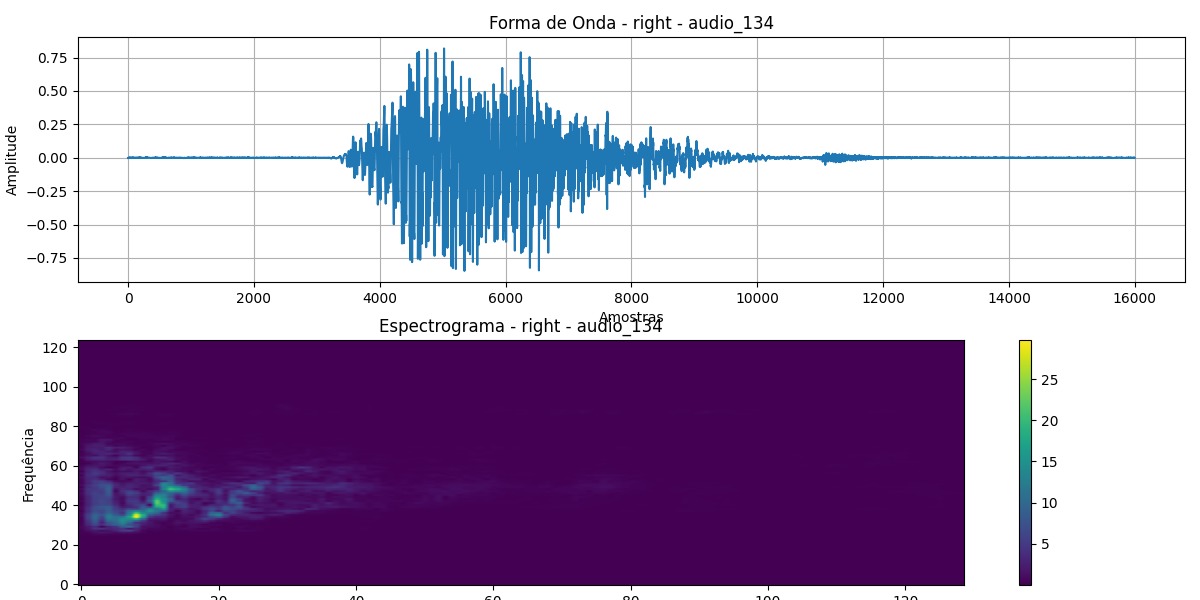 Forma de Onda - right - audio_134
Amplitude
0.75
0.50
0.25
0.00
−0.25
−0.50
−0.75
0 2000 4000 6000 8000 10000 12000 14000 16000
Amostras
Espectrograma - right - audio_134
Frequência
120
100
80
60
40
20
0
0 20 40 60 80 100 120
25
20
15
10
5